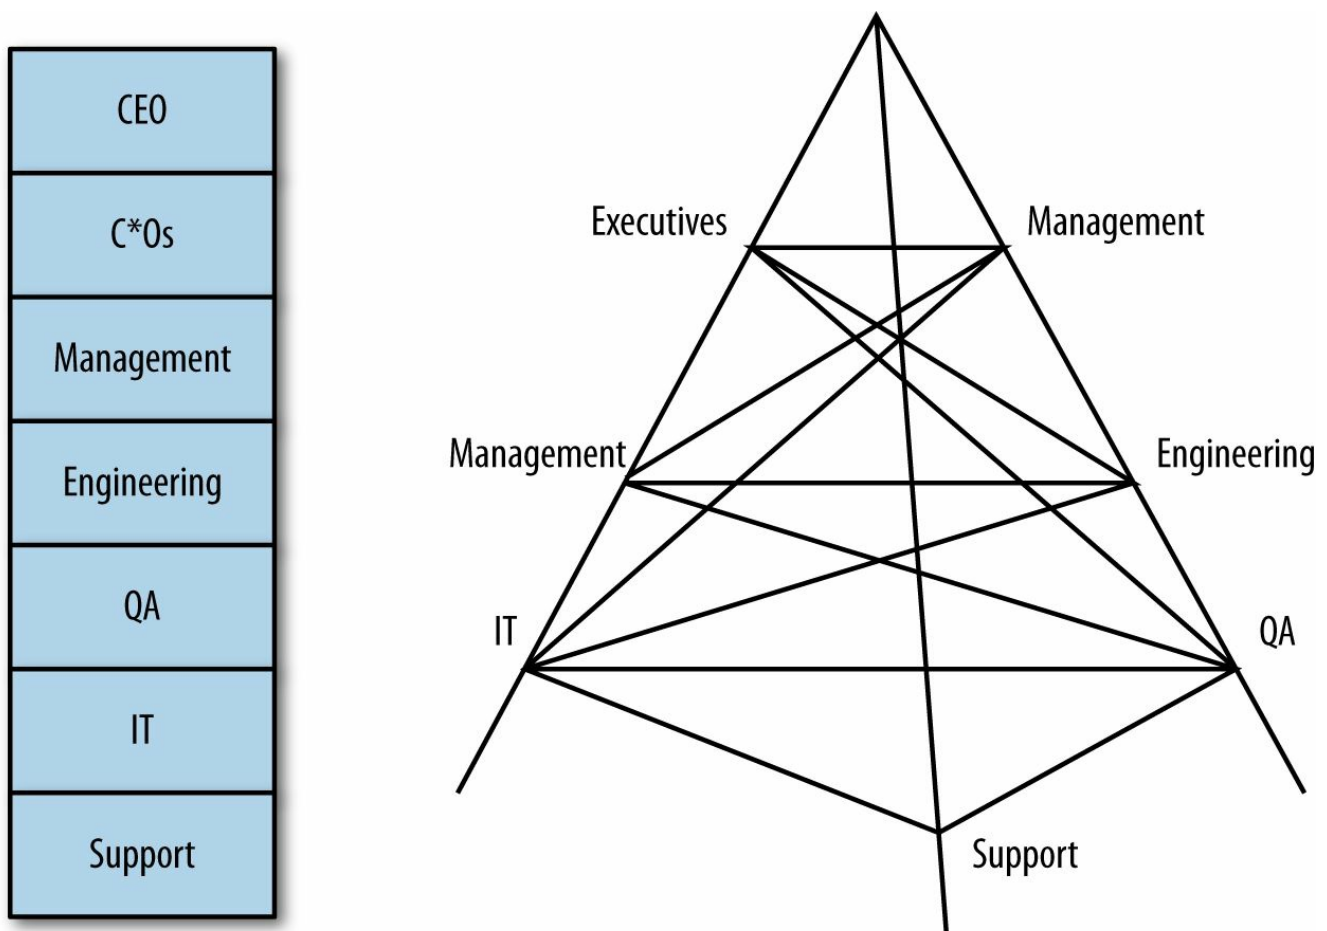 CEO
C*Os
Management
Engineering
QA
IT
Support
Executives
Management
Management
Engineering
IT
QA
Support